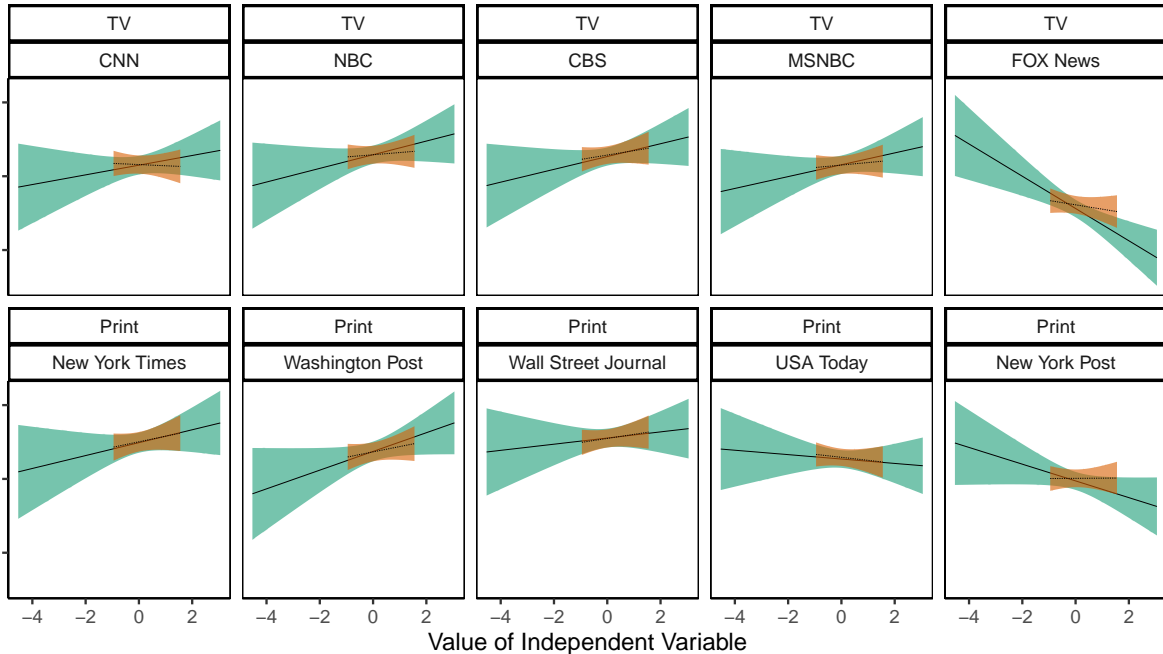 TV TV TV TV TV
CNN NBC CBS MSNBC FOX News
Print Print Print Print Print
New York Times Washington Post Wall Street Journal USA Today New York Post
−4 −2 0 2 −4 −2 0 2 −4 −2 0 2 −4 −2 0 2 −4 −2 0 2
Value of Independent Variable